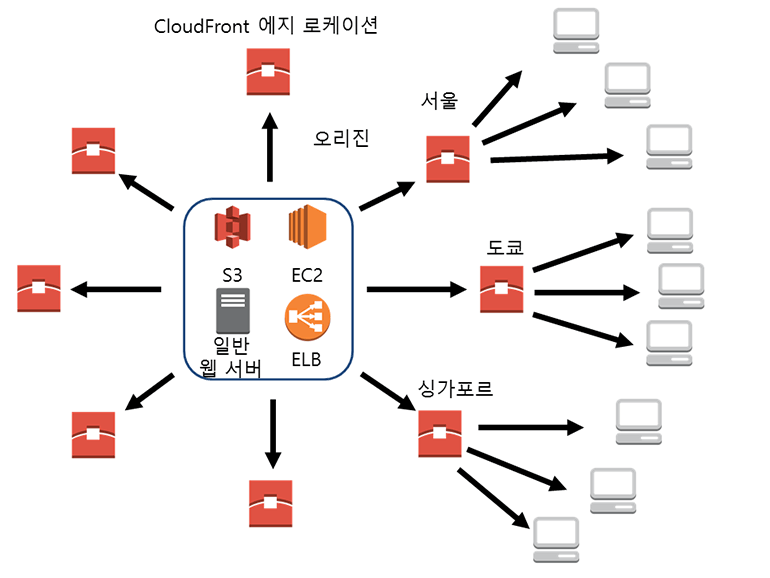 CloudFront 에지 로케이션
서울
오리진
S3
EC2
도쿄
일반
웹 서버
ELB
싱가포르